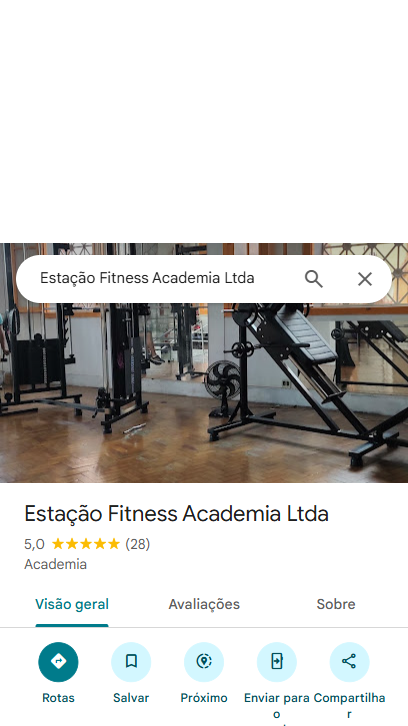 Estação Fitness Academia Ltda
Estação Fitness Academia Ltda
5,0 (28)
Academia
Visão geral Avaliações Sobre
Rotas Salvar Próximo Enviar para o Compartilhar